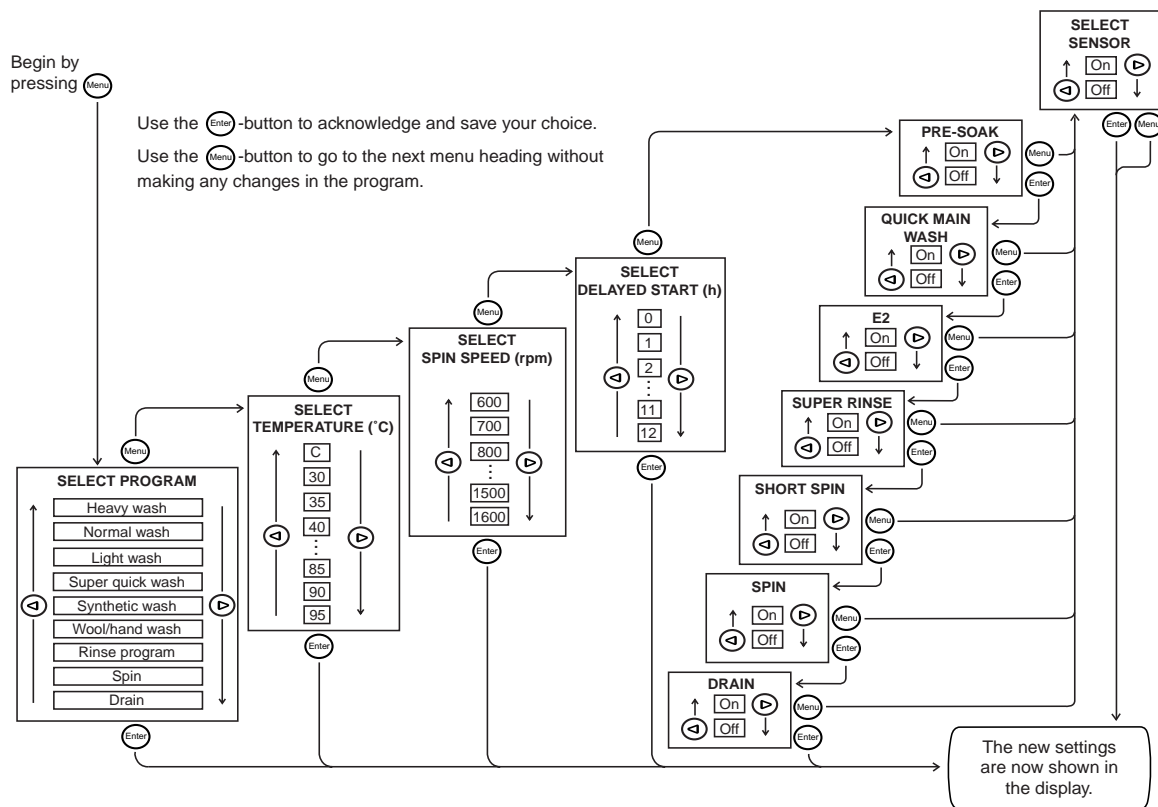 Begin by
pressing Menu
Use the Enter -button to acknowledge and save your choice.
Use the Menu -button to go to the next menu heading without
making any changes in the program.
Menu
SELECT PROGRAM
Heavy wash
Normal wash
Light wash
Super quick wash
Synthetic wash
Wool/hand wash
Rinse program
Spin
Drain
Enter
Menu
SELECT
TEMPERATURE (˚C)
C
30
35
40
85
90
95
Enter
Menu
SELECT
SPIN SPEED (rpm)
600
700
800
1500
1600
Enter
Menu
SELECT
DELAYED START (h)
0
1
2
11
12
Enter
PRE-SOAK
On
Off
Menu
Enter
QUICK MAIN
WASH
On
Off
Menu
Enter
E2
On
Off
Menu
Enter
SUPER RINSE
On
Off
Menu
Enter
SHORT SPIN
On
Off
Menu
Enter
SPIN
On
Off
Menu
Enter
DRAIN
On
Off
Menu
Enter
SELECT
SENSOR
On
Off
Enter Menu
The new settings
are now shown in
the display.